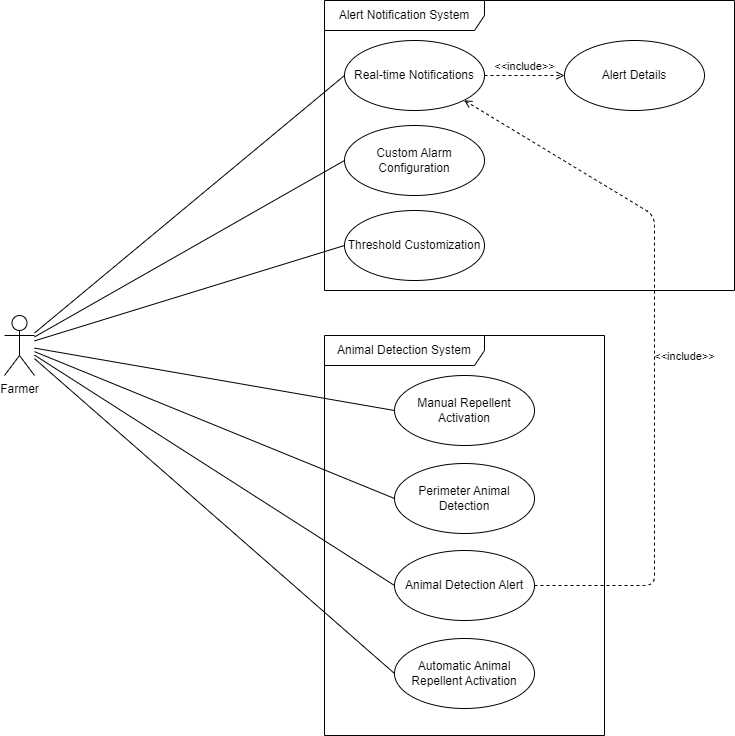 Alert Notification System
Real-time Notifications
<<include>>
Alert Details
Custom Alarm
Configuration
Threshold Customization
Farmer
Animal Detection System
<<include>>
Manual Repellent
Activation
Perimeter Animal
Detection
Animal Detection Alert
Automatic Animal
Repellent Activation